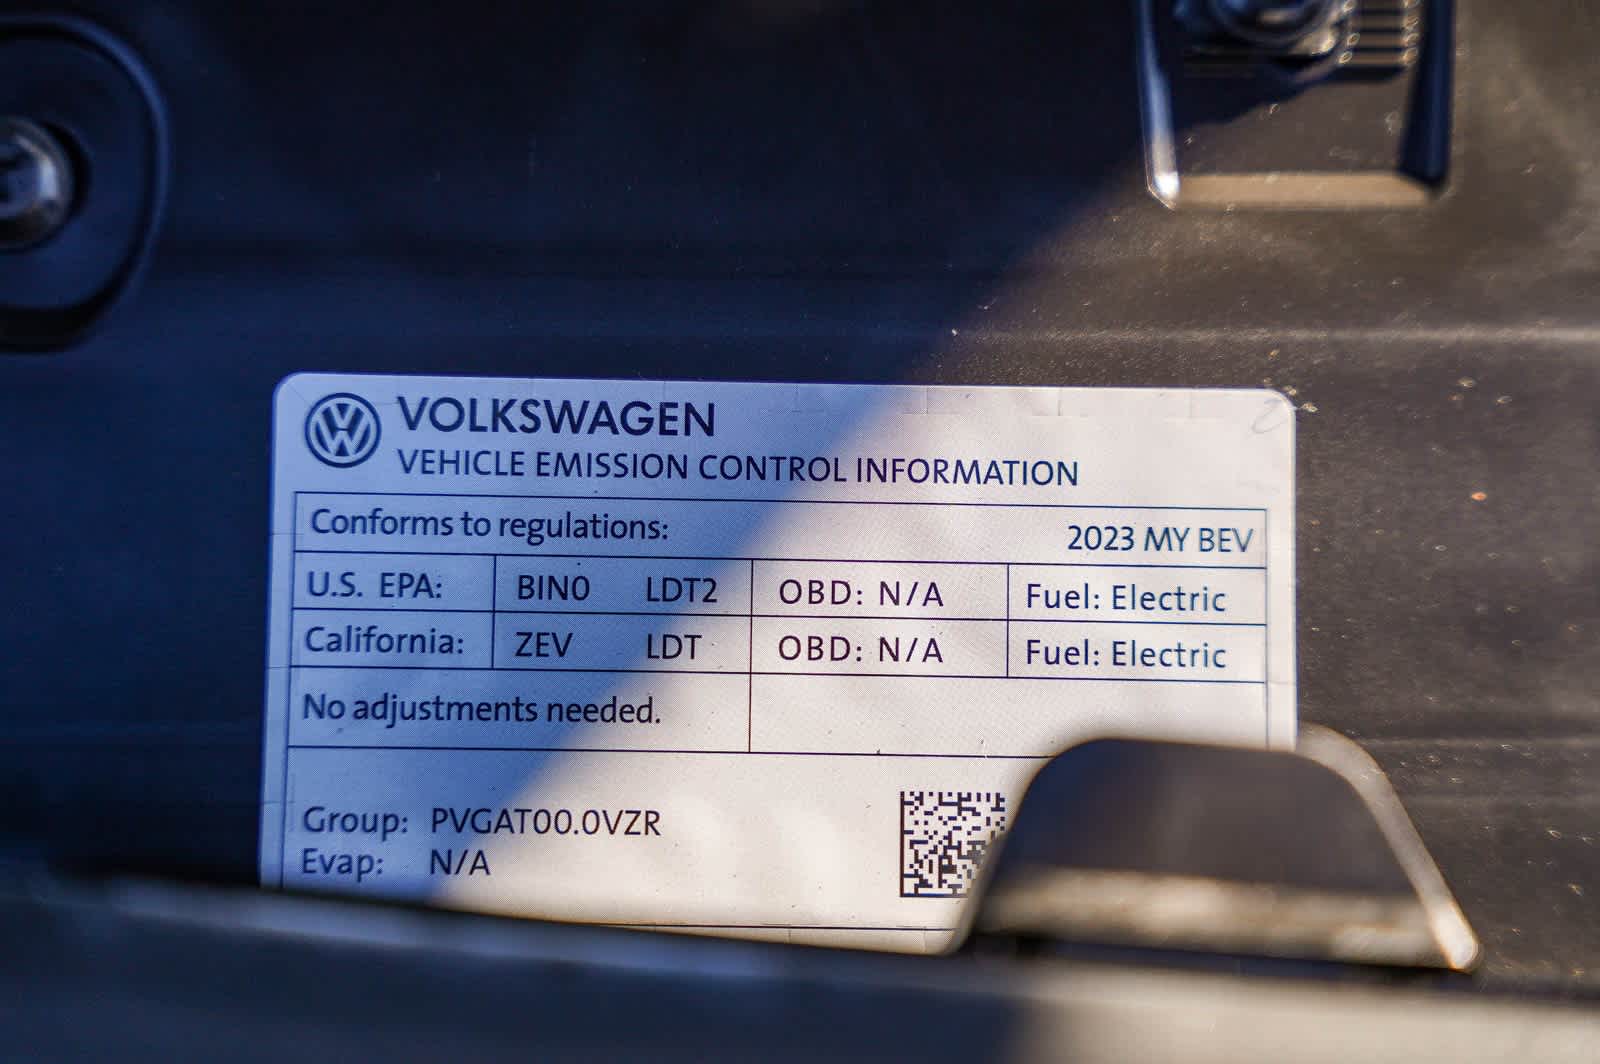 VOLKSWAGEN
VEHICLE EMISSION CONTROL INFORMATION
Conforms to regulations: 2023 MY BEV
U.S. EPA: BIN0 LDT2 OBD: N/A Fuel: Electric
California: ZEV LDT OBD: N/A Fuel: Electric
No adjustments needed.
Group: PVGAT00.0VZR
Evap: N/A